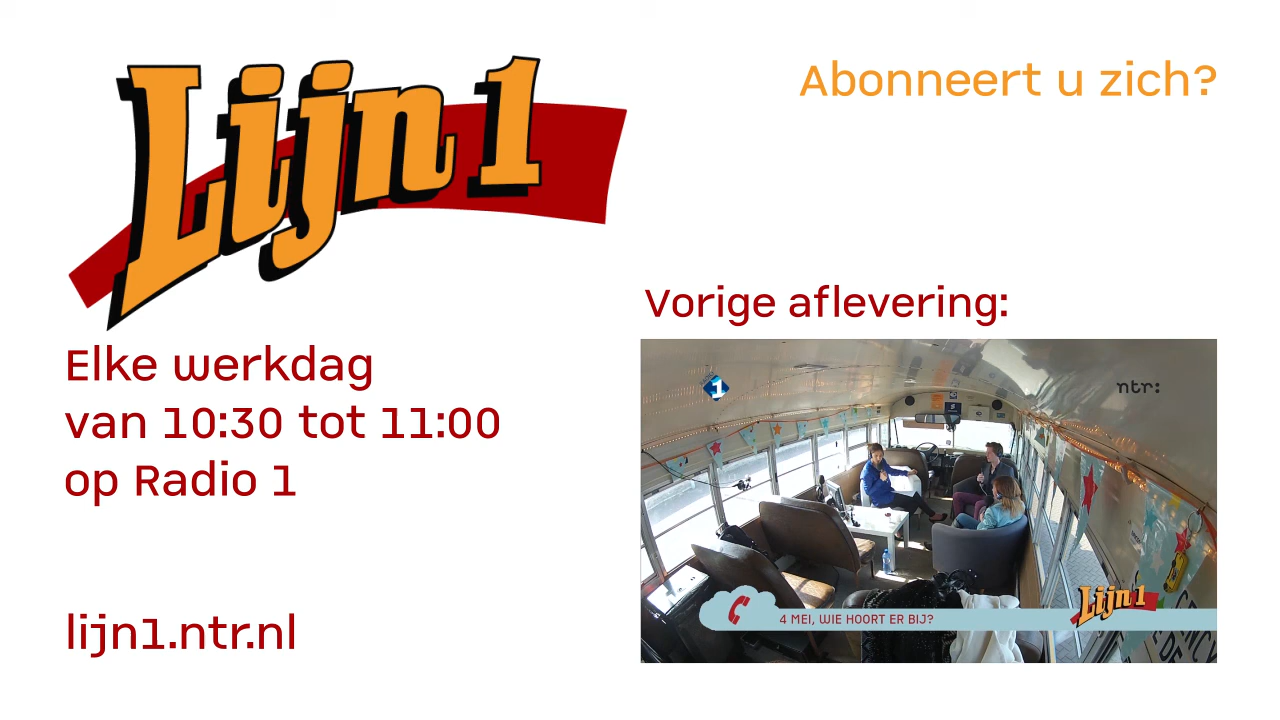 Lijn 1
Abonneert u zich?
Elke werkdag
van 10:30 tot 11:00
op Radio 1
lijn1.ntr.nl
Vorige aflevering:
1
ntr:
4 MEI, WIE HOORT ER BIJ?
Lijn 1